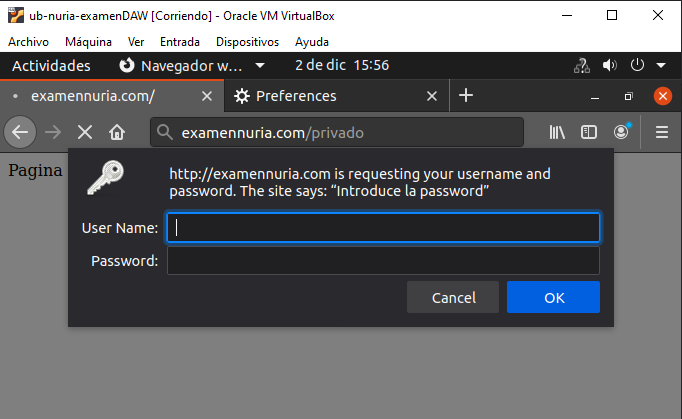 ub-nuria-examenDAW [Corriendo] - Oracle VM VirtualBox
Archivo Máquina Ver Entrada Dispositivos Ayuda
Actividades Navegador w… 2 de dic 15:56
examennuria.com/ Preferences
examennuria.com/privado
Pagina
http://examennuria.com is requesting your username and
password. The site says: “Introduce la password”
User Name:
Password:
Cancel OK